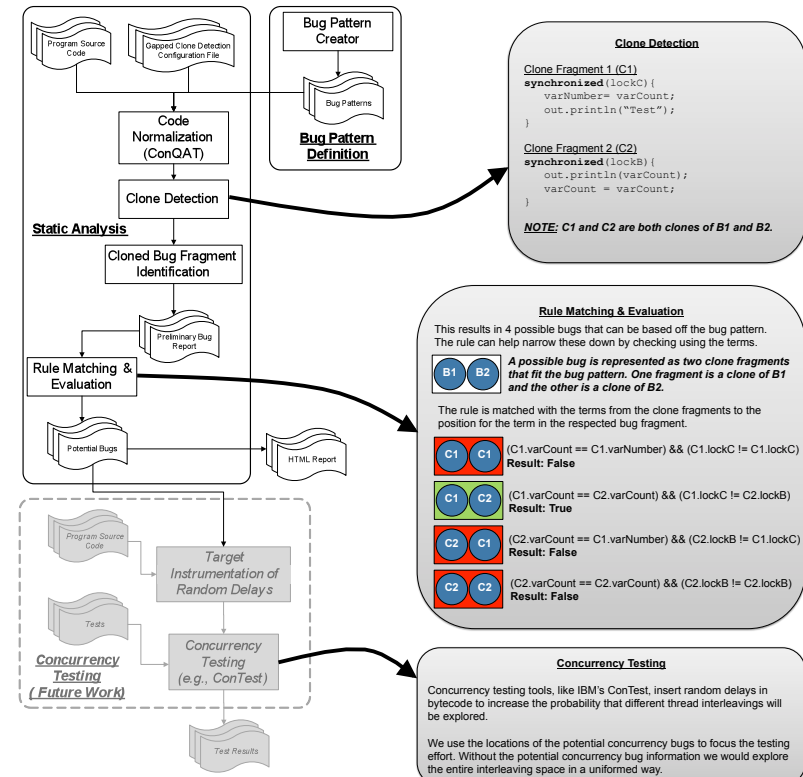 Program Source
Code
Gapped Clone Detection
Configuration File
Bug Pattern
Creator
Bug Patterns
Bug Pattern
Definition
Code
Normalization
(ConQAT)
Clone Detection
Static Analysis
Cloned Bug Fragment
Identification
Preliminary Bug
Report
Rule Matching &
Evaluation
Potential Bugs
HTML Report
Program Source
Code
Target
Instrumentation of
Random Delays
Tests
Concurrency
Testing
(e.g., ConTest)
Concurrency
Testing
( Future Work)
Test Results
Clone Detection
Clone Fragment 1 (C1)
synchronized(lockC){
varNumber= varCount;
out.println(“Test”);
}
Clone Fragment 2 (C2)
synchronized(lockB){
out.println(varCount);
varCount = varCount;
}
NOTE: C1 and C2 are both clones of B1 and B2.
Rule Matching & Evaluation
This results in 4 possible bugs that can be based off the bug pattern.
The rule can help narrow these down by checking using the terms.
B1 B2
A possible bug is represented as two clone fragments
that fit the bug pattern. One fragment is a clone of B1
and the other is a clone of B2.
The rule is matched with the terms from the clone fragments to the
position for the term in the respected bug fragment.
C1 C1
(C1.varCount == C1.varNumber) && (C1.lockC != C1.lockC)
Result: False
C1 C2
(C1.varCount == C2.varCount) && (C1.lockC != C2.lockB)
Result: True
C2 C1
(C2.varCount == C1.varNumber) && (C2.lockB != C1.lockC)
Result: False
C2 C2
(C2.varCount == C2.varCount) && (C2.lockB != C2.lockB)
Result: False
Concurrency Testing
Concurrency testing tools, like IBM’s ConTest, insert random delays in
bytecode to increase the probability that different thread interleavings will
be explored.
We use the locations of the potential concurrency bugs to focus the testing
effort. Without the potential concurrency bug information we would explore
the entire interleaving space in a uniformed way.